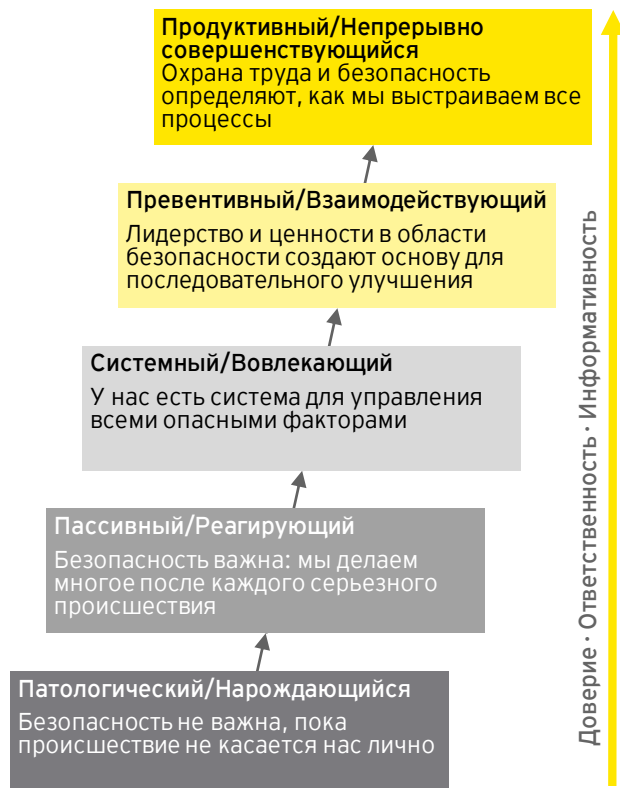 Продуктивный/Непрерывно
совершенствующийся
Охрана труда и безопасность
определяют, как мы выстраиваем все
процессы
Превентивный/Взаимодействующий
Лидерство и ценности в области
безопасности создают основу для
последовательного улучшения
Системный/Вовлекающий
У нас есть система для управления
всеми опасными факторами
Пассивный/Реагирующий
Безопасность важна: мы делаем
многое после каждого серьезного
происшествия
Патологический/Нарождающийся
Безопасность не важна, пока
происшествие не касается нас лично
Доверие · Ответственность · Информативность